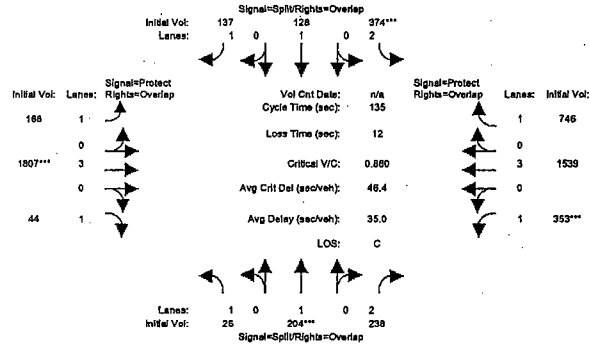 Signal=Split/Rights=Overlap
Initial Vol: 137 128 374***
Lanes: 1 0 1 0 2
Signal=Protect Signal=Protect
Initial Vol: Lanes: Rights=Overlap Vol Cnt Date: n/a Rights=Overlap Lanes: Initial Vol:
Cycle Time (sec): 135
166 1 1 746
Loss Time (sec): 12
0 0
1807*** 3 Critical V/C: 0.880 3 1539
0 Avg Crit Del (sec/veh): 46.4 0
44 1 Avg Delay (sec/veh): 35.0 1 353***
LOS: C
Lanes: 1 0 1 0 2
Initial Vol: 26 204*** 238
Signal=Split/Rights=Overlap